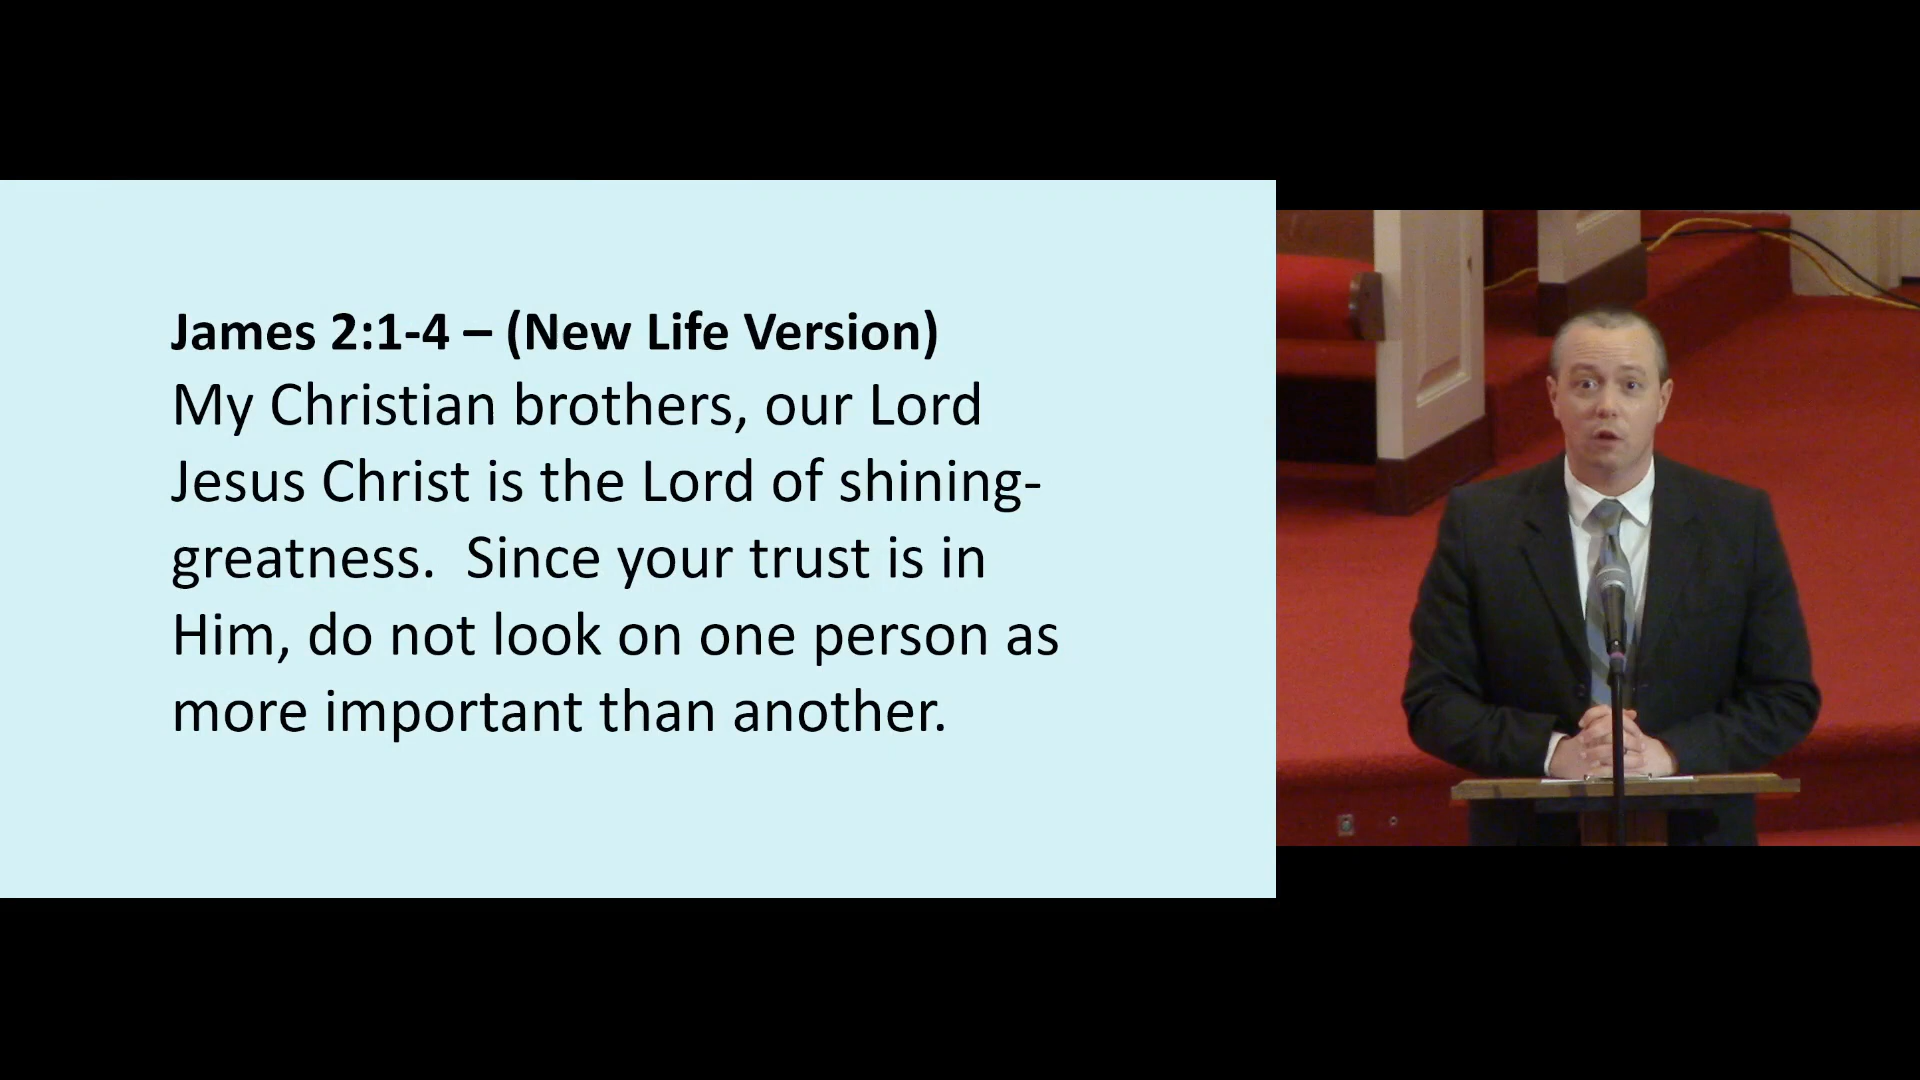 James 2:1-4 – (New Life Version)
My Christian brothers, our Lord
Jesus Christ is the Lord of shining-
greatness.  Since your trust is in
Him, do not look on one person as
more important than another.